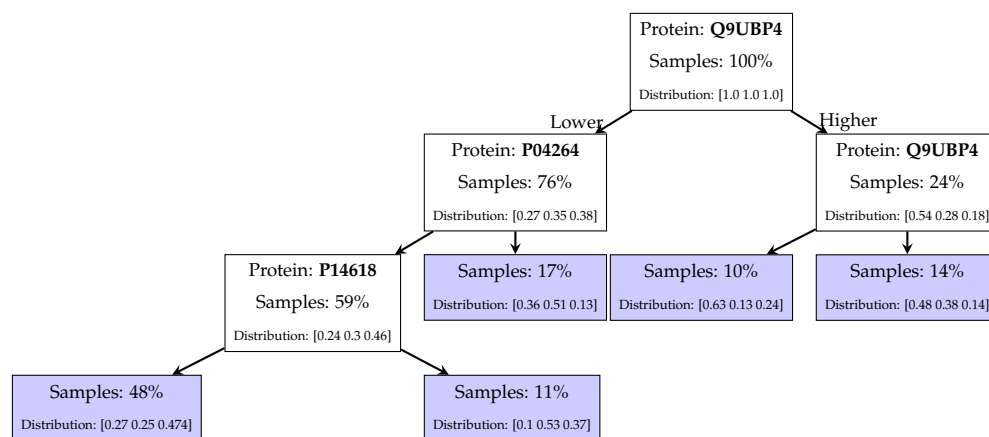 Protein: Q9UBP4
Samples: 100%
Distribution: [1.0 1.0 1.0]
Lower
Higher
Protein: P04264
Samples: 76%
Distribution: [0.27 0.35 0.38]
Protein: Q9UBP4
Samples: 24%
Distribution: [0.54 0.28 0.18]
Protein: P14618
Samples: 59%
Distribution: [0.24 0.3 0.46]
Samples: 17%
Distribution: [0.36 0.51 0.13]
Samples: 10%
Distribution: [0.63 0.13 0.24]
Samples: 14%
Distribution: [0.48 0.38 0.14]
Samples: 48%
Distribution: [0.27 0.25 0.474]
Samples: 11%
Distribution: [0.1 0.53 0.37]